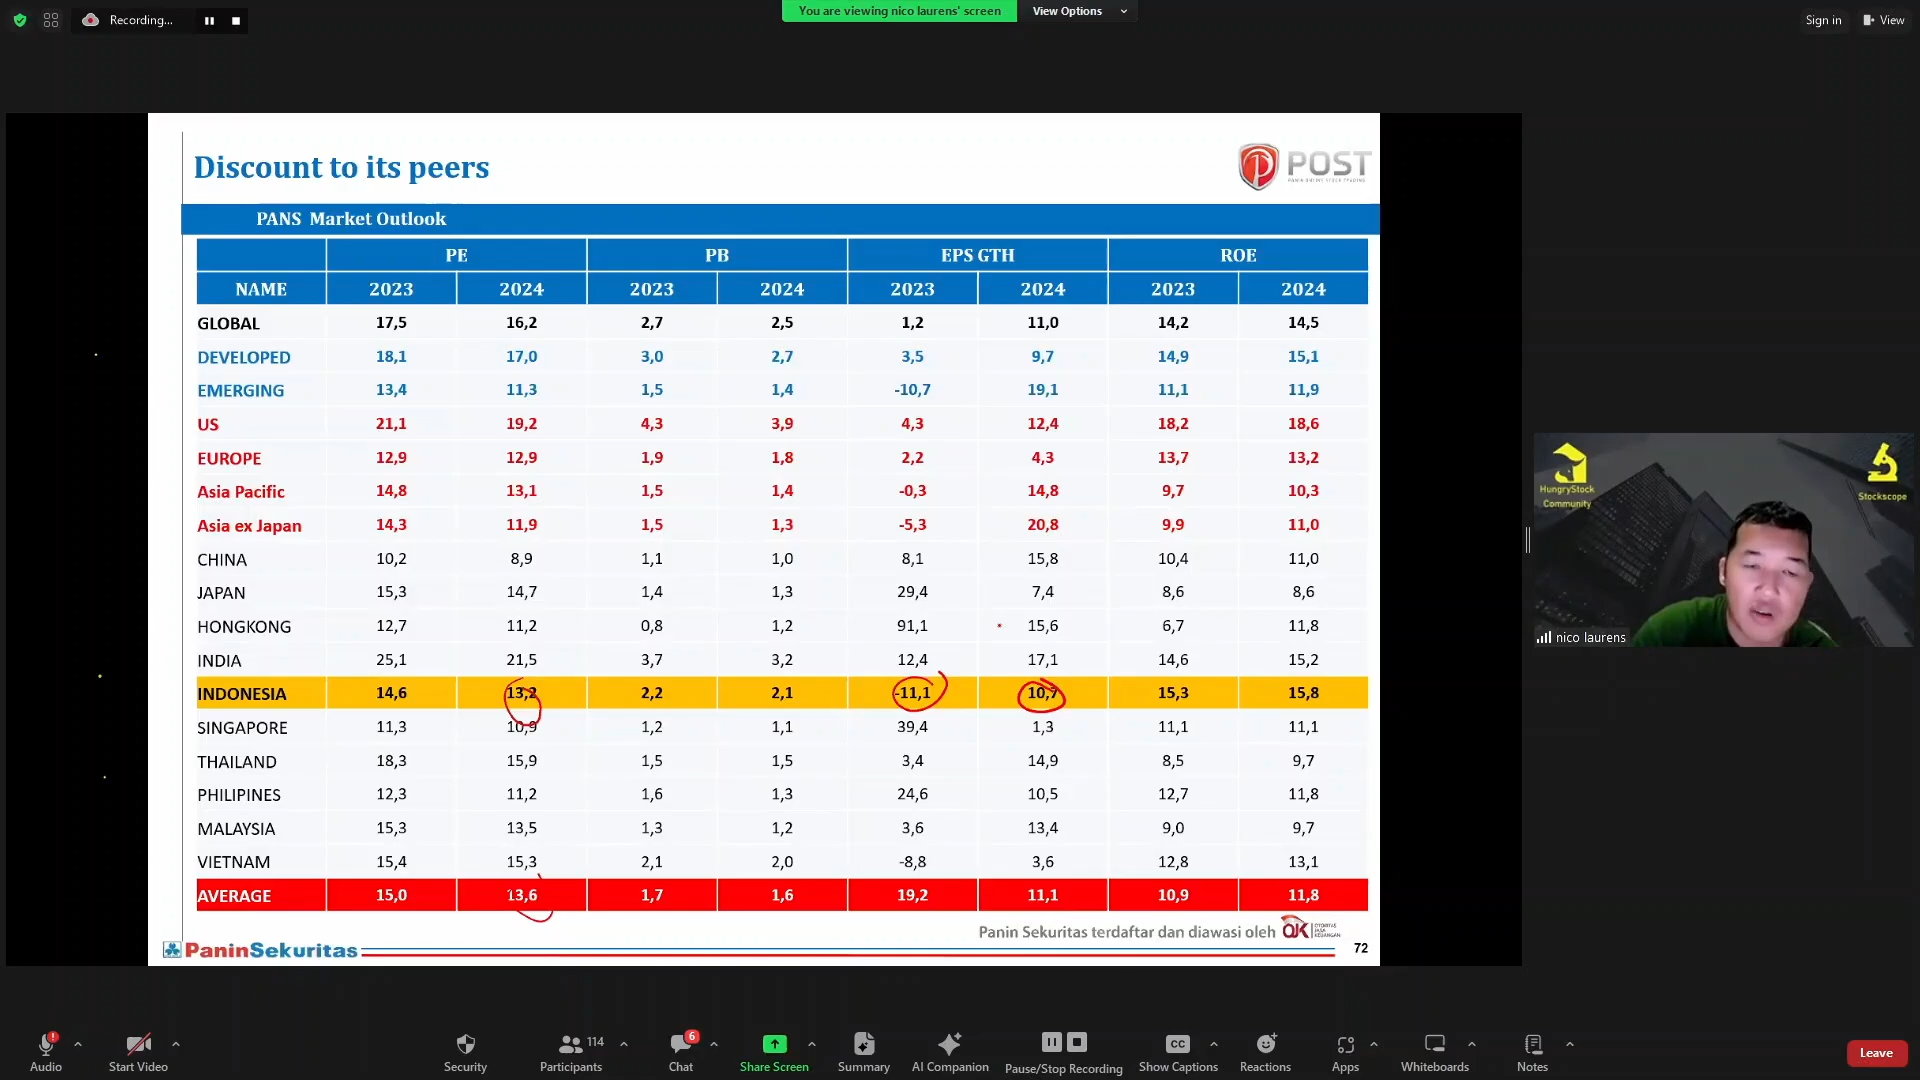 Recording...
You are viewing nico laurens' screen
View Options
Sign in
View
Discount to its peers
POST
PANIN ONLINE STOCK TRADING
PANS Market Outlook
PE PB EPS GTH ROE
NAME 2023 2024 2023 2024 2023 2024 2023 2024
GLOBAL 17,5 16,2 2,7 2,5 1,2 11,0 14,2 14,5
DEVELOPED 18,1 17,0 3,0 2,7 3,5 9,7 14,9 15,1
EMERGING 13,4 11,3 1,5 1,4 -10,7 19,1 11,1 11,9
US 21,1 19,2 4,3 3,9 4,3 12,4 18,2 18,6
EUROPE 12,9 12,9 1,9 1,8 2,2 4,3 13,7 13,2
Asia Pacific 14,8 13,1 1,5 1,4 -0,3 14,8 9,7 10,3
Asia ex Japan 14,3 11,9 1,5 1,3 -5,3 20,8 9,9 11,0
CHINA 10,2 8,9 1,1 1,0 8,1 15,8 10,4 11,0
JAPAN 15,3 14,7 1,4 1,3 29,4 7,4 8,6 8,6
HONGKONG 12,7 11,2 0,8 1,2 91,1 15,6 6,7 11,8
INDIA 25,1 21,5 3,7 3,2 12,4 17,1 14,6 15,2
INDONESIA 14,6 13,2 2,2 2,1 -11,1 10,7 15,3 15,8
SINGAPORE 11,3 10,9 1,2 1,1 39,4 1,3 11,1 11,1
THAILAND 18,3 15,9 1,5 1,5 3,4 14,9 8,5 9,7
PHILIPINES 12,3 11,2 1,6 1,3 24,6 10,5 12,7 11,8
MALAYSIA 15,3 13,5 1,3 1,2 3,6 13,4 9,0 9,7
VIETNAM 15,4 15,3 2,1 2,0 -8,8 3,6 12,8 13,1
AVERAGE 15,0 13,6 1,7 1,6 19,2 11,1 10,9 11,8
Panin Sekuritas terdaftar dan diawasi oleh OJK OTORITAS JASA KEUANGAN
PaninSekuritas
72
HungryStock
Community
Stockscope
nico laurens
Audio
Start Video
Security
114
Participants
6
Chat
Share Screen
Summary
AI Companion
Pause/Stop Recording
CC
Show Captions
Reactions
Apps
Whiteboards
Notes
Leave